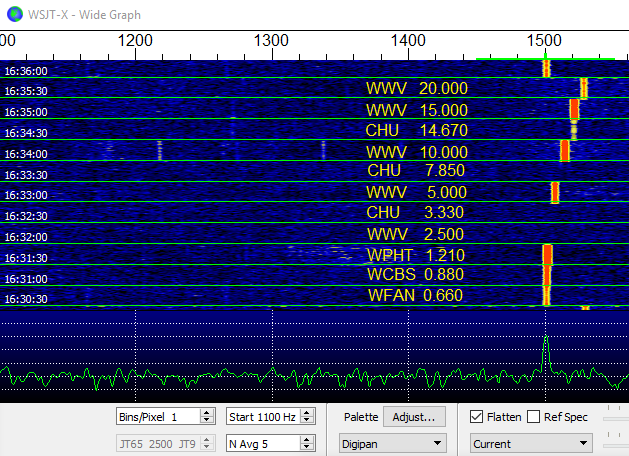 WSJT-X - Wide Graph
00 1200 1300 1400 1500
16:36:00
16:35:30 WWV 20.000
16:35:00 WWV 15.000
16:34:30 CHU 14.670
16:34:00 WWV 10.000
16:33:30 CHU 7.850
16:33:00 WWV 5.000
16:32:30 CHU 3.330
16:32:00 WWV 2.500
16:31:30 WPHT 1.210
16:31:00 WCBS 0.880
16:30:30 WFAN 0.660
Bins/Pixel 1 Start 1100 Hz Palette Adjust... Flatten Ref Spec
JT65 2500 JT9 N Avg 5 Digipan Current